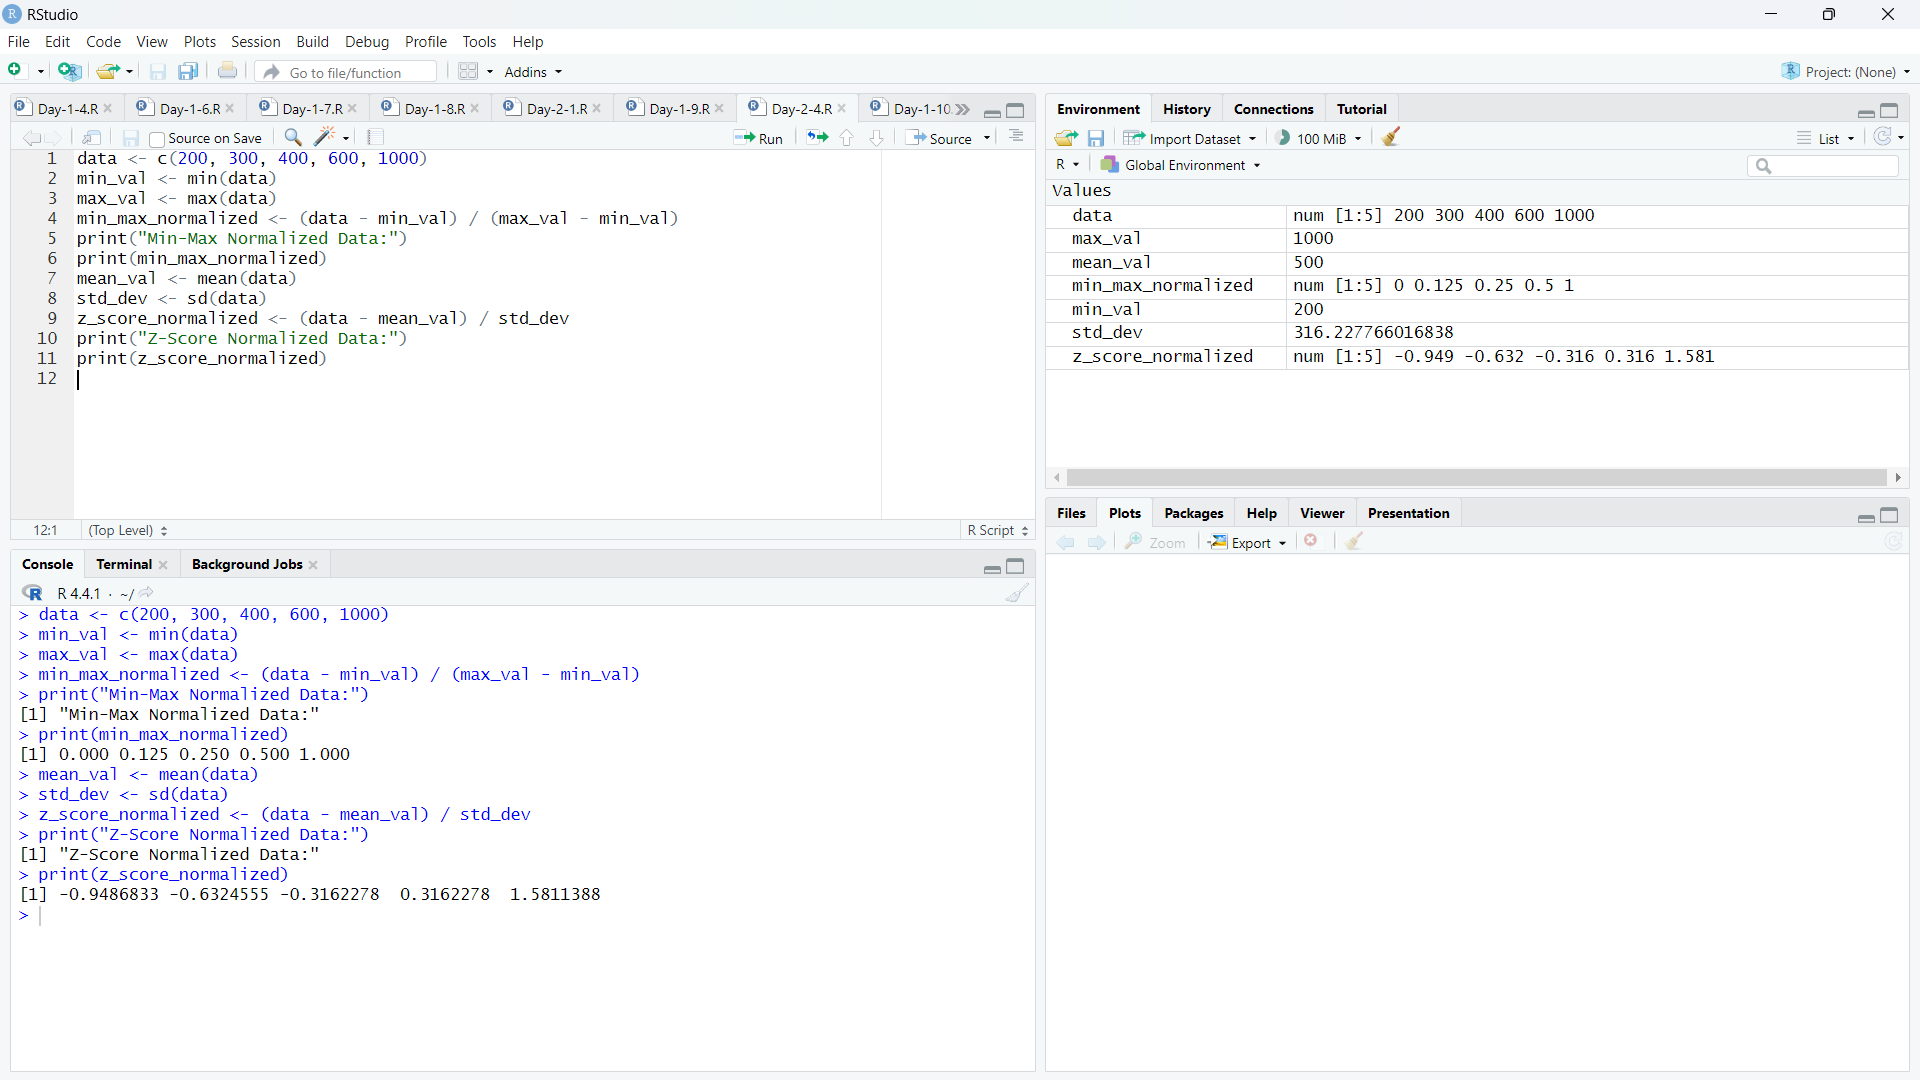 RStudio
File Edit Code View Plots Session Build Debug Profile Tools Help
Go to file/function Addins Project: (None)
Day-1-4.R Day-1-6.R Day-1-7.R Day-1-8.R Day-2-1.R Day-1-9.R Day-2-4.R Day-1-10.
Source on Save Run Source
1 data <- c(200, 300, 400, 600, 1000)
2 min_val <- min(data)
3 max_val <- max(data)
4 min_max_normalized <- (data - min_val) / (max_val - min_val)
5 print("Min-Max Normalized Data:")
6 print(min_max_normalized)
7 mean_val <- mean(data)
8 std_dev <- sd(data)
9 z_score_normalized <- (data - mean_val) / std_dev
10 print("Z-Score Normalized Data:")
11 print(z_score_normalized)
12
12:1 (Top Level) R Script
Console Terminal Background Jobs
R R 4.4.1 · ~/
> data <- c(200, 300, 400, 600, 1000)
> min_val <- min(data)
> max_val <- max(data)
> min_max_normalized <- (data - min_val) / (max_val - min_val)
> print("Min-Max Normalized Data:")
[1] "Min-Max Normalized Data:"
> print(min_max_normalized)
[1] 0.000 0.125 0.250 0.500 1.000
> mean_val <- mean(data)
> std_dev <- sd(data)
> z_score_normalized <- (data - mean_val) / std_dev
> print("Z-Score Normalized Data:")
[1] "Z-Score Normalized Data:"
> print(z_score_normalized)
[1] -0.9486833 -0.6324555 -0.3162278 0.3162278 1.5811388
>
Environment History Connections Tutorial
Import Dataset 100 MiB List
R Global Environment
Values
data num [1:5] 200 300 400 600 1000
max_val 1000
mean_val 500
min_max_normalized num [1:5] 0 0.125 0.25 0.5 1
min_val 200
std_dev 316.227766016838
z_score_normalized num [1:5] -0.949 -0.632 -0.316 0.316 1.581
Files Plots Packages Help Viewer Presentation
Zoom Export